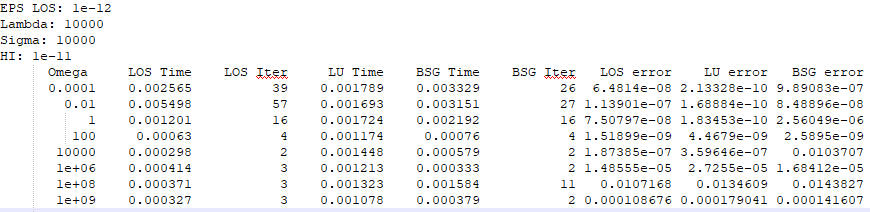 EPS LOS: 1e-12
Lambda: 10000
Sigma: 10000
HI: 1e-11
Omega LOS Time LOS Iter LU Time BSG Time BSG Iter LOS error LU error BSG error
0.0001 0.002565 39 0.001789 0.003329 26 6.4814e-08 2.13328e-10 9.89083e-07
0.01 0.005498 57 0.001693 0.003151 27 1.13901e-07 1.68884e-10 8.48896e-08
1 0.001201 16 0.001724 0.002192 16 7.50797e-08 1.83453e-10 2.56049e-06
100 0.00063 4 0.001174 0.00076 4 1.51899e-09 4.4679e-09 2.5895e-09
10000 0.000298 2 0.001448 0.000579 2 1.87385e-07 3.59646e-07 0.0103707
1e+06 0.000414 3 0.001213 0.000333 2 1.48555e-05 2.7255e-05 1.68412e-05
1e+08 0.000371 3 0.001323 0.001584 11 0.0107168 0.0134609 0.0143827
1e+09 0.000327 3 0.001078 0.000379 2 0.000108676 0.000179041 0.000141607